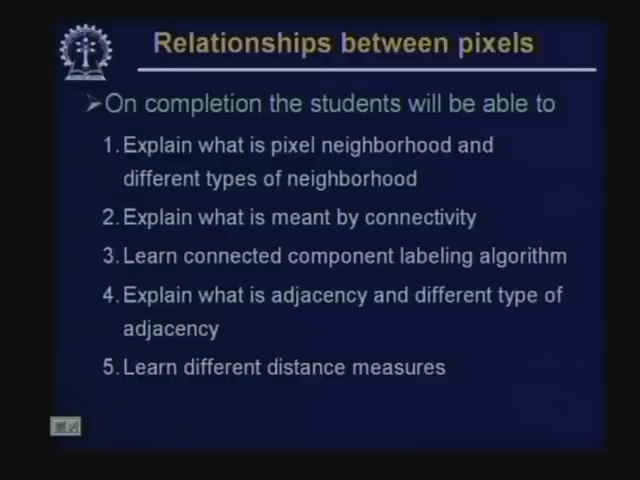 Relationships between pixels
➢On completion the students will be able to
1. Explain what is pixel neighborhood and
different types of neighborhood
2. Explain what is meant by connectivity
3. Learn connected component labeling algorithm
4. Explain what is adjacency and different type of
adjacency
5. Learn different distance measures